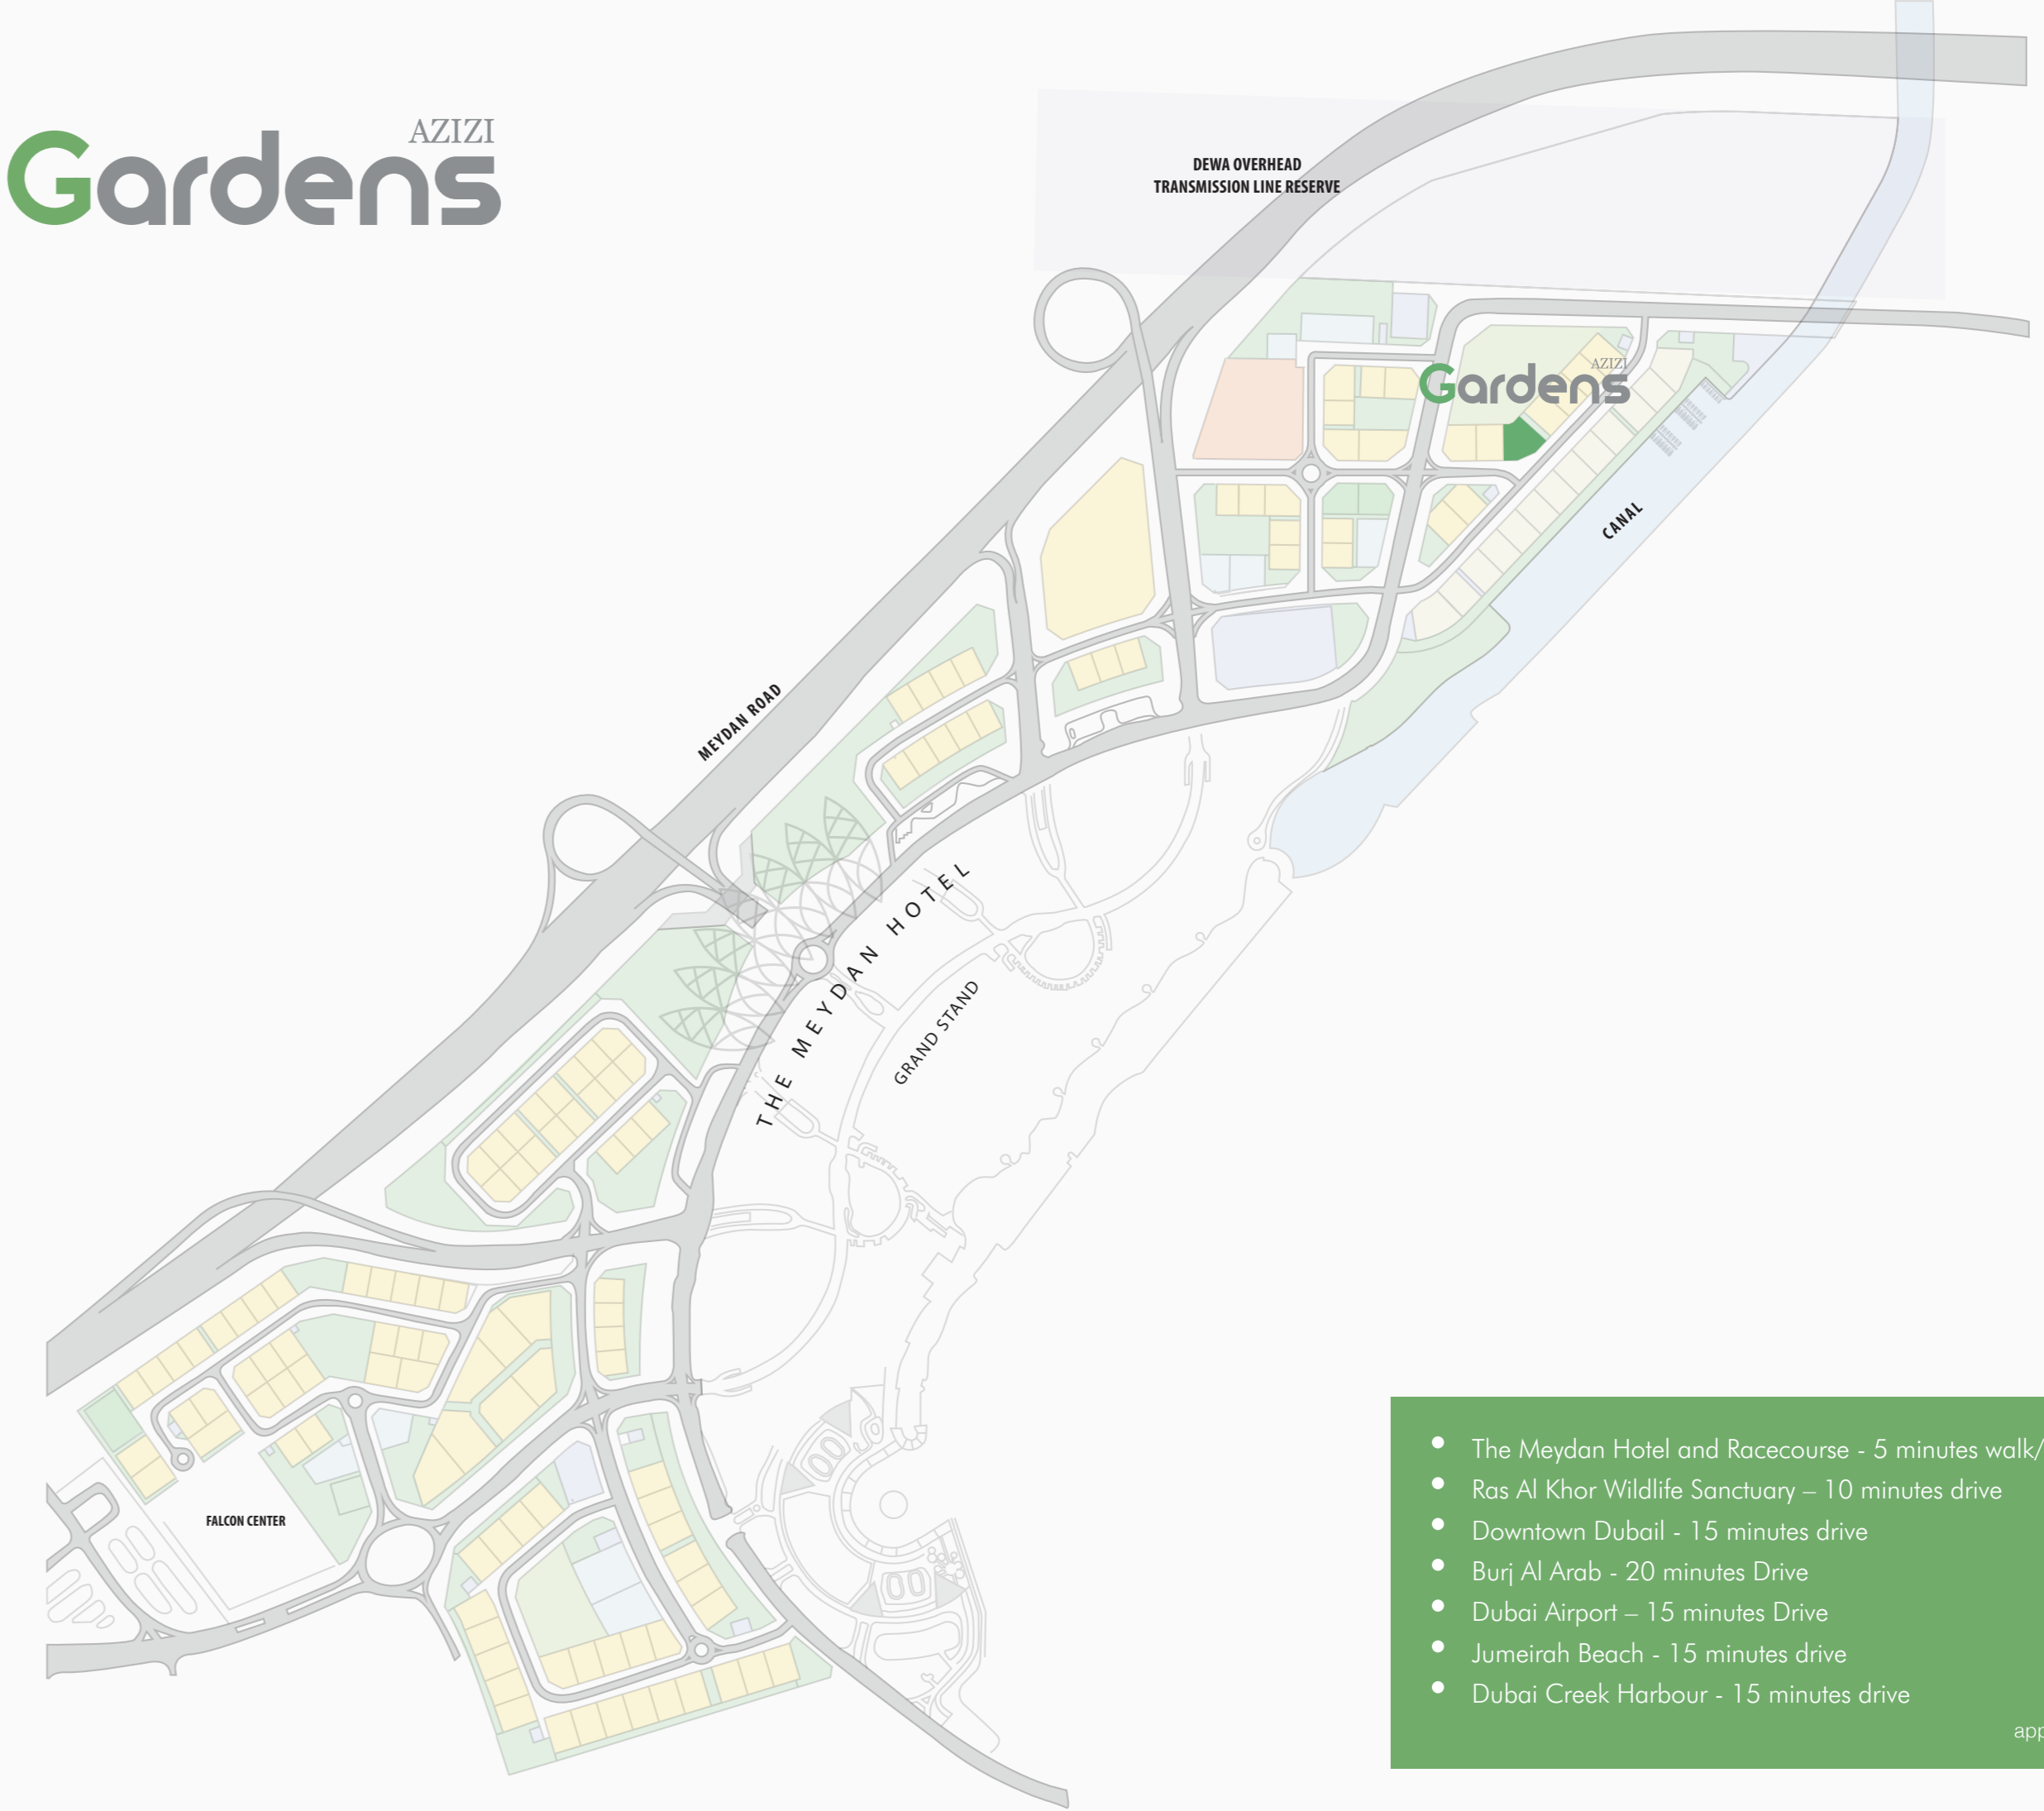 AZIZI
Gardens
DEWA OVERHEAD
TRANSMISSION LINE RESERVE
AZIZI
Gardens
CANAL
MEYDAN ROAD
THE MEYDAN HOTEL
GRAND STAND
FALCON CENTER
• The Meydan Hotel and Racecourse - 5 minutes walk/
• Ras Al Khor Wildlife Sanctuary – 10 minutes drive
• Downtown Dubail - 15 minutes drive
• Burj Al Arab - 20 minutes Drive
• Dubai Airport – 15 minutes Drive
• Jumeirah Beach - 15 minutes drive
• Dubai Creek Harbour - 15 minutes drive